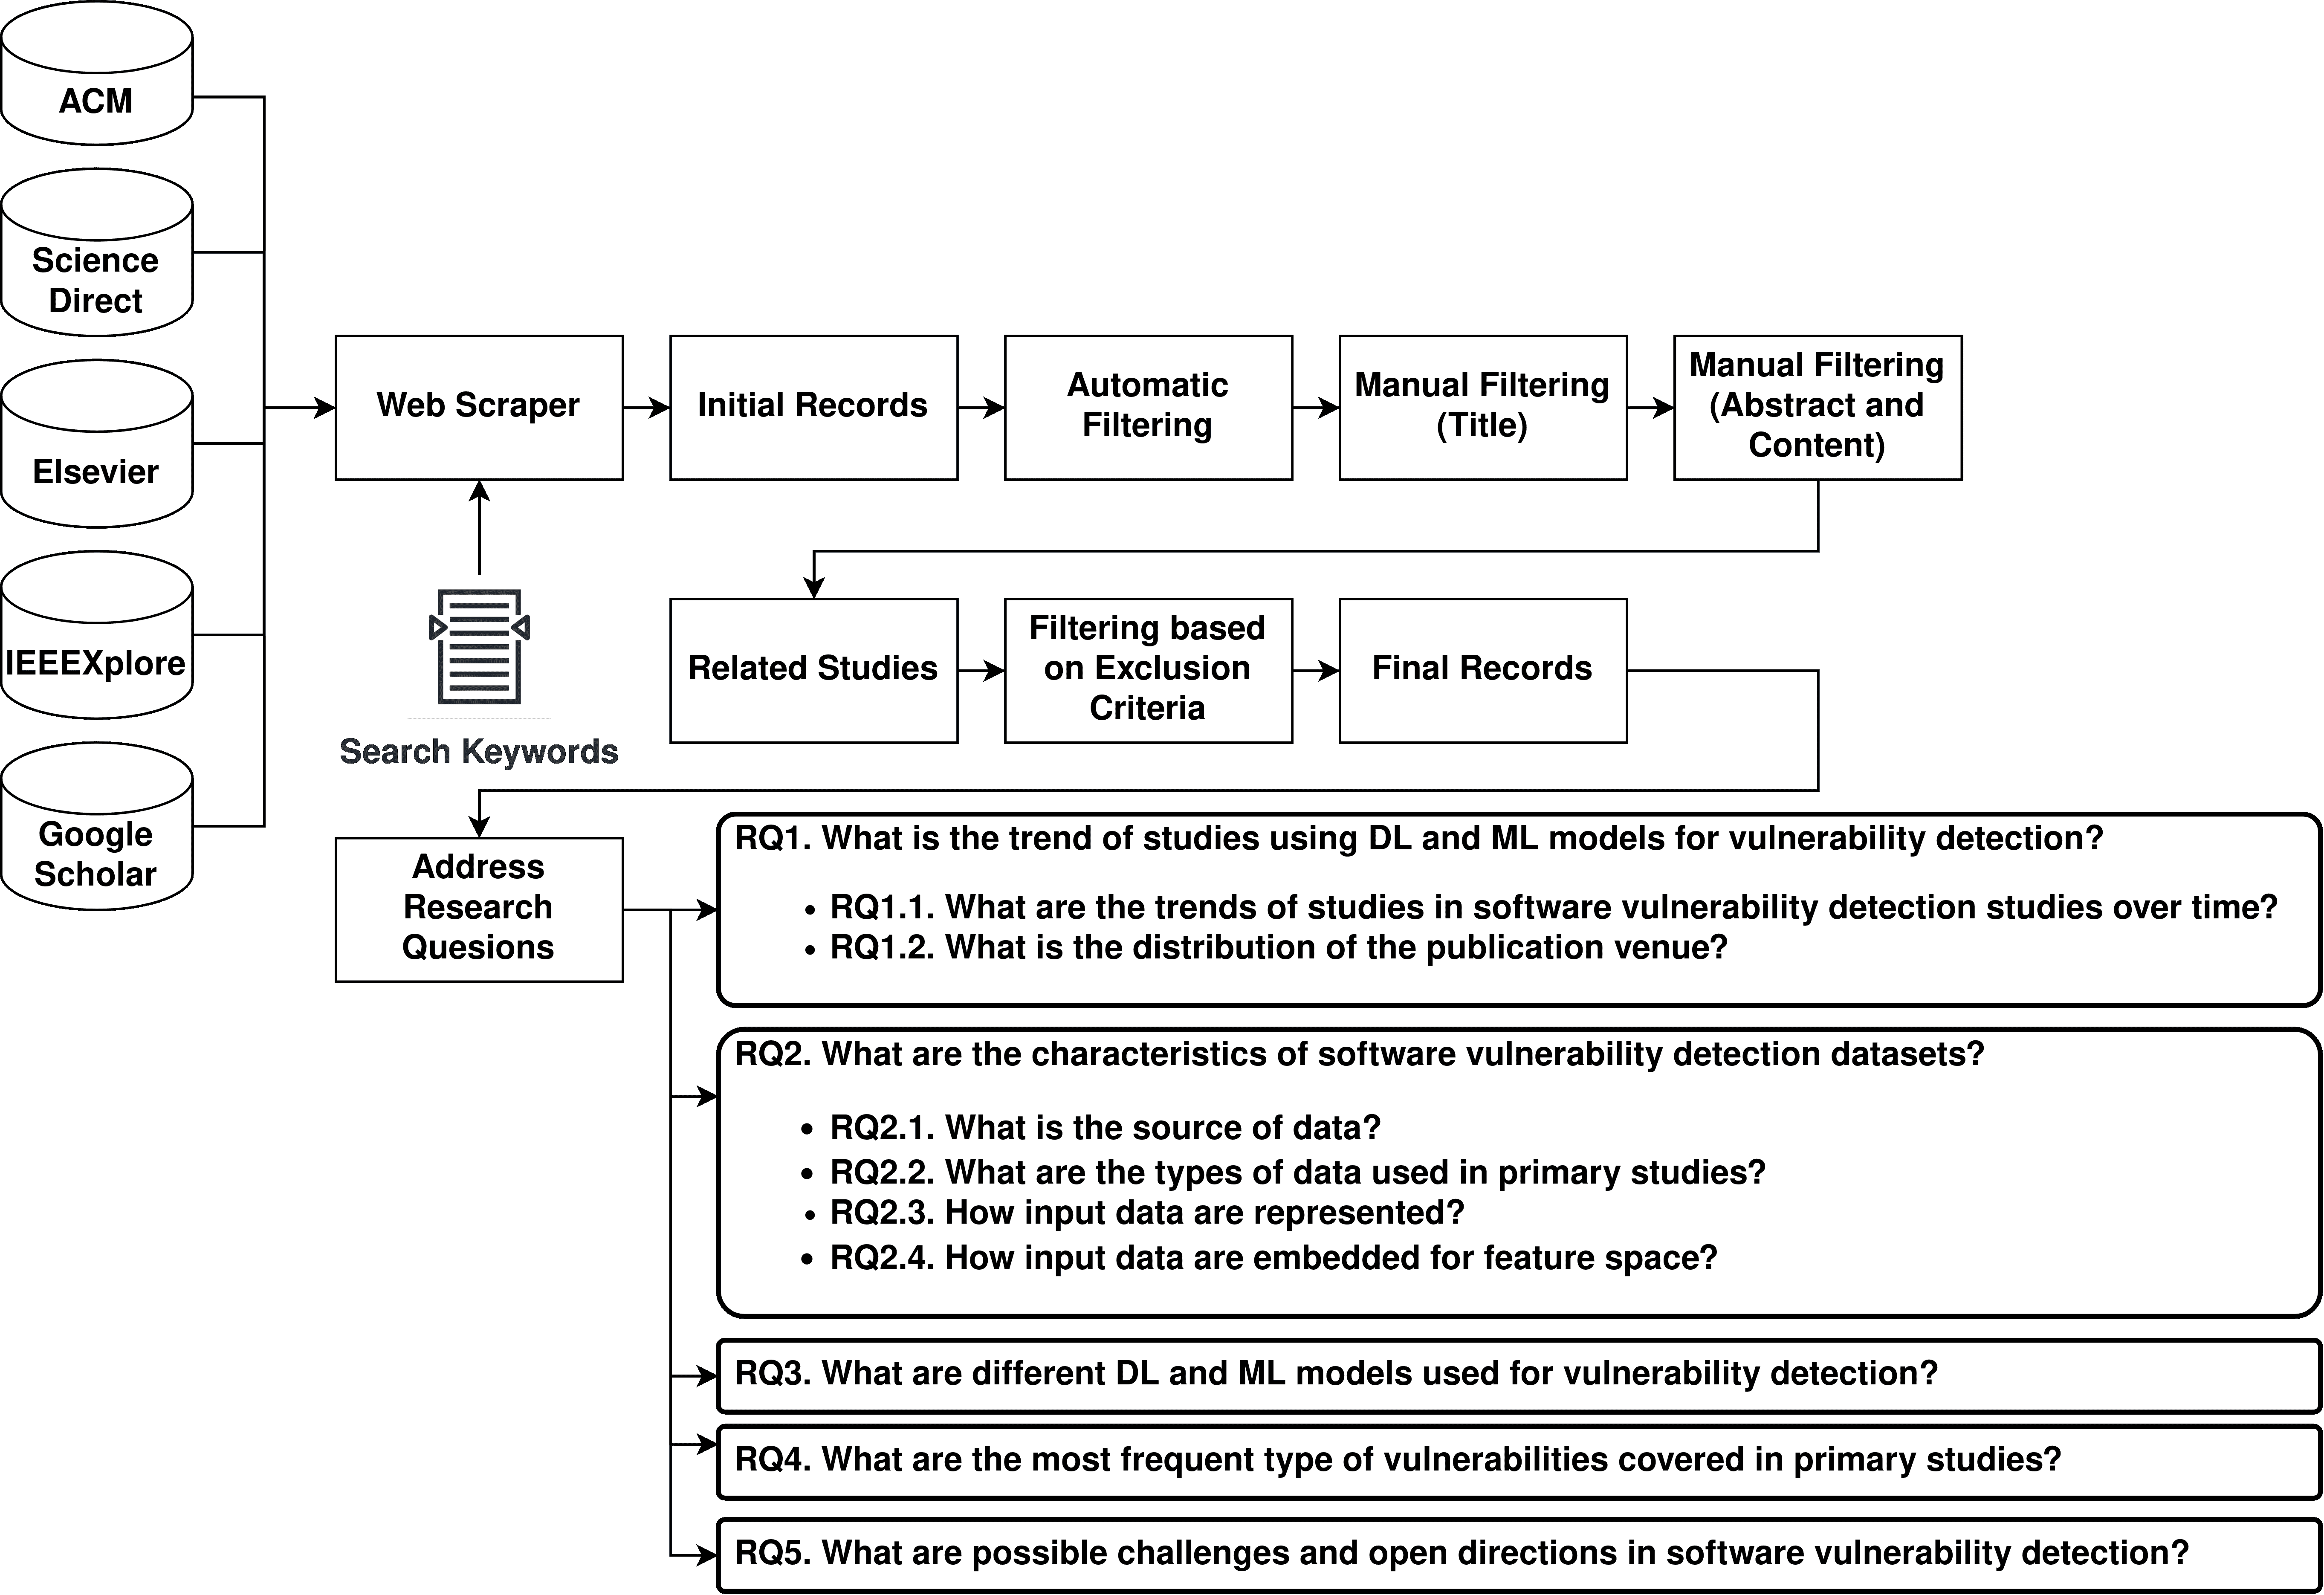 ACM
Science
Direct
Elsevier
IEEEXplore
Google
Scholar
Web Scraper
Initial Records
Automatic
Filtering
Manual Filtering
(Title)
Manual Filtering
(Abstract and
Content)
Search Keywords
Related Studies
Filtering based
on Exclusion
Criteria
Final Records
Address
Research
Quesions
RQ1. What is the trend of studies using DL and ML models for vulnerability detection?
• RQ1.1. What are the trends of studies in software vulnerability detection studies over time?
• RQ1.2. What is the distribution of the publication venue?
RQ2. What are the characteristics of software vulnerability detection datasets?
• RQ2.1. What is the source of data?
• RQ2.2. What are the types of data used in primary studies?
• RQ2.3. How input data are represented?
• RQ2.4. How input data are embedded for feature space?
RQ3. What are different DL and ML models used for vulnerability detection?
RQ4. What are the most frequent type of vulnerabilities covered in primary studies?
RQ5. What are possible challenges and open directions in software vulnerability detection?